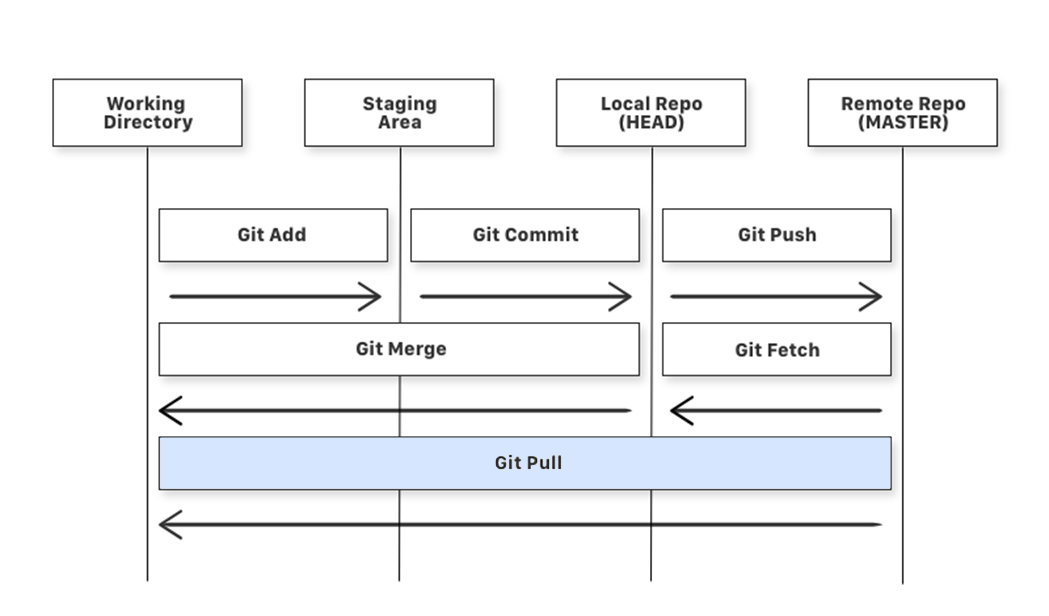 Working
Directory
Staging
Area
Local Repo
(HEAD)
Remote Repo
(MASTER)
Git Add
Git Commit
Git Push
Git Merge
Git Fetch
Git Pull